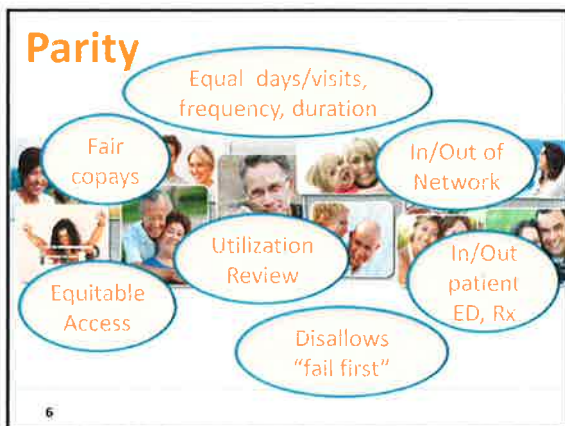 Parity
Equal days/visits,
frequency, duration
Fair
copays
In/Out of
Network
Utilization
Review
In/Out
patient
ED, Rx
Equitable
Access
Disallows
"fail first"
6